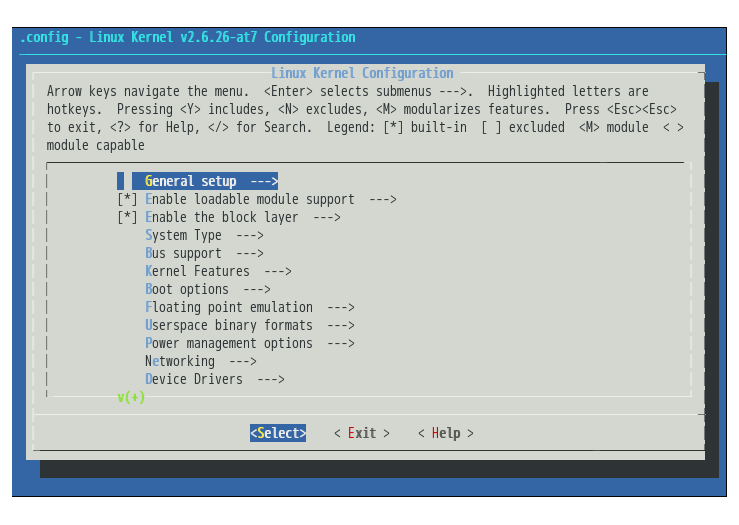 .config - Linux Kernel v2.6.26-at7 Configuration
Linux Kernel Configuration
Arrow keys navigate the menu.  <Enter> selects submenus --->.  Highlighted letters are
hotkeys.  Pressing <Y> includes, <N> excludes, <M> modularizes features.  Press <Esc><Esc>
to exit, <?> for Help, </> for Search.  Legend: [*] built-in  [ ] excluded  <M> module  < >
module capable
General setup  --->
[*] Enable loadable module support  --->
[*] Enable the block layer  --->
System Type  --->
Bus support  --->
Kernel Features  --->
Boot options  --->
Floating point emulation  --->
Userspace binary formats  --->
Power management options  --->
Networking  --->
Device Drivers  --->
v(+)
<Select>    < Exit >    < Help >